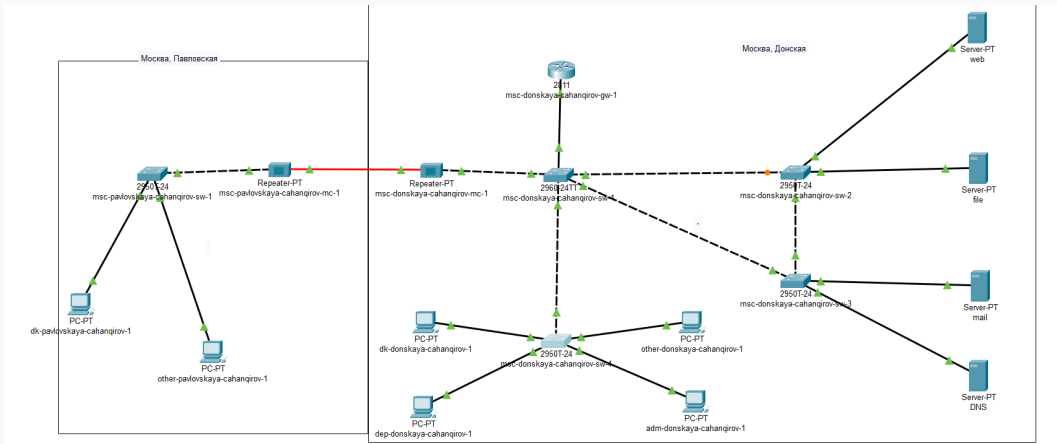 Москва, Павловская
Москва, Донская
Server-PT
web
2811
msc-donskaya-cahanqirov-gw-1
2950T-24
msc-pavlovskaya-cahanqirov-sw-1
Repeater-PT
msc-pavlovskaya-cahanqirov-mc-1
Repeater-PT
msc-donskaya-cahanqirov-mc-1
2960-24TT
msc-donskaya-cahanqirov-sw-1
2950T-24
msc-donskaya-cahanqirov-sw-2
Server-PT
file
2950T-24
msc-donskaya-cahanqirov-sw-3
Server-PT
mail
PC-PT
dk-pavlovskaya-cahanqirov-1
PC-PT
other-pavlovskaya-cahanqirov-1
PC-PT
dk-donskaya-cahanqirov-1
2950T-24
msc-donskaya-cahanqirov-sw-4
PC-PT
other-donskaya-cahanqirov-1
PC-PT
dep-donskaya-cahanqirov-1
PC-PT
adm-donskaya-cahanqirov-1
Server-PT
DNS